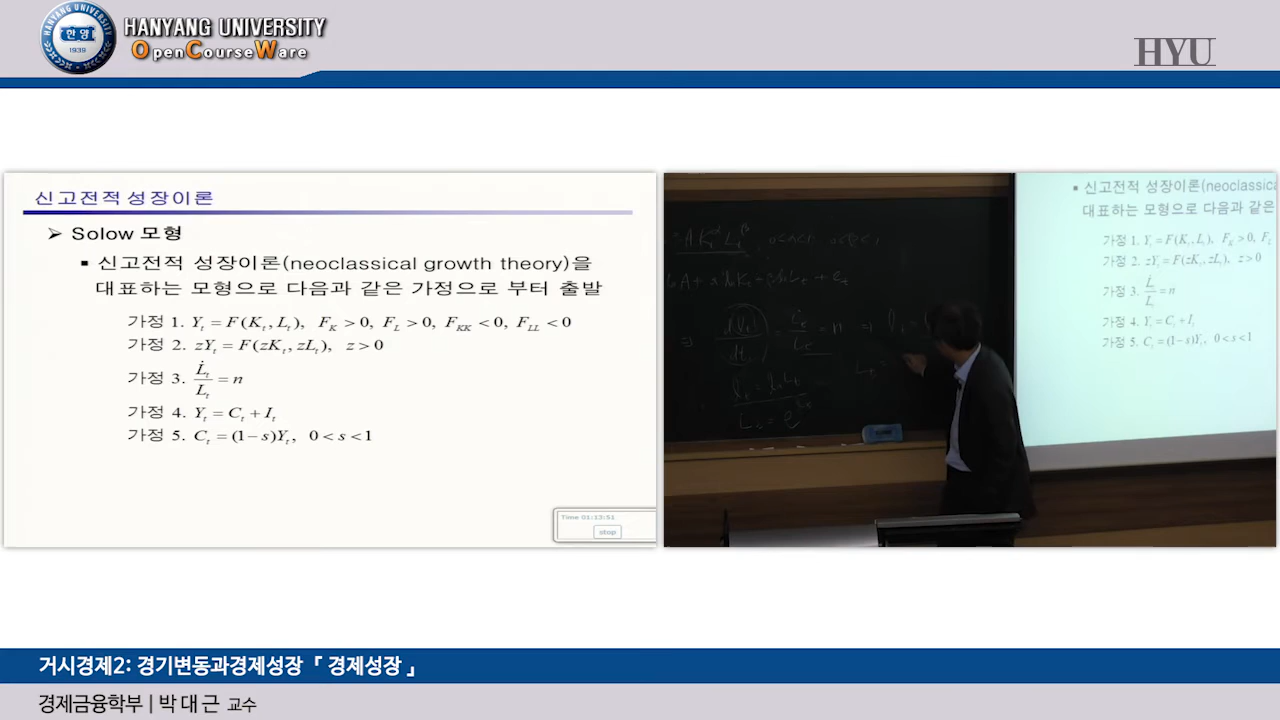 HANYANG UNIVERSITY
OpenCourseWare
한양
1939
HYU
신고전적 성장이론
➢ Solow 모형
▪ 신고전적 성장이론(neoclassical growth theory)을
대표하는 모형으로 다음과 같은 가정으로 부터 출발
가정 1. Y_t = F(K_t, L_t), F_K > 0, F_L > 0, F_KK < 0, F_LL < 0
가정 2. zY_t = F(zK_t, zL_t), z > 0
가정 3. L̇_t / L_t = n
가정 4. Y_t = C_t + I_t
가정 5. C_t = (1 − s)Y_t, 0 < s < 1
Time 01:13:51
stop
▪ 신고전적 성장이론(neoclassica
대표하는 모형으로 다음과 같은
가정 1. Y_t = F(K_t, L_t), F_K > 0, F_L
가정 2. zY_t = F(zK_t, zL_t), z > 0
가정 3. L̇ / L = n
가정 4. Y_t = C_t + I_t
가정 5. C_t = (1 − s)Y_t, 0 < s < 1
거시경제2: 경기변동과경제성장 『 경제성장 』
경제금융학부 | 박 대 근 교수